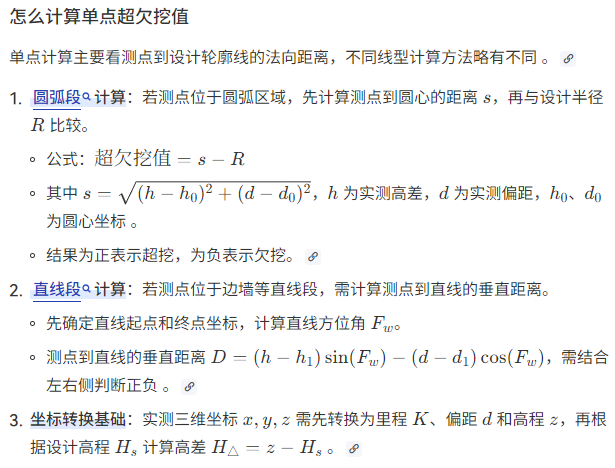 怎么计算单点超欠挖值
单点计算主要看测点到设计轮廓线的法向距离，不同线型计算方法略有不同 。
1. 圆弧段 计算：若测点位于圆弧区域，先计算测点到圆心的距离 s，再与设计半径
R 比较。
公式：超欠挖值 = s − R
其中 s = √((h − h₀)² + (d − d₀)²)，h 为实测高差，d 为实测偏距，h₀、d₀
为圆心坐标 。
结果为正表示超挖，为负表示欠挖。
2. 直线段 计算：若测点位于边墙等直线段，需计算测点到直线的垂直距离。
先确定直线起点和终点坐标，计算直线方位角 F_w。
测点到直线的垂直距离 D = (h − h₁) sin(F_w) − (d − d₁) cos(F_w)，需结合
左右侧判断正负 。
3. 坐标转换基础：实测三维坐标 x, y, z 需先转换为里程 K、偏距 d 和高程 z，再根
据设计高程 H_s 计算高差 H_△ = z − H_s 。